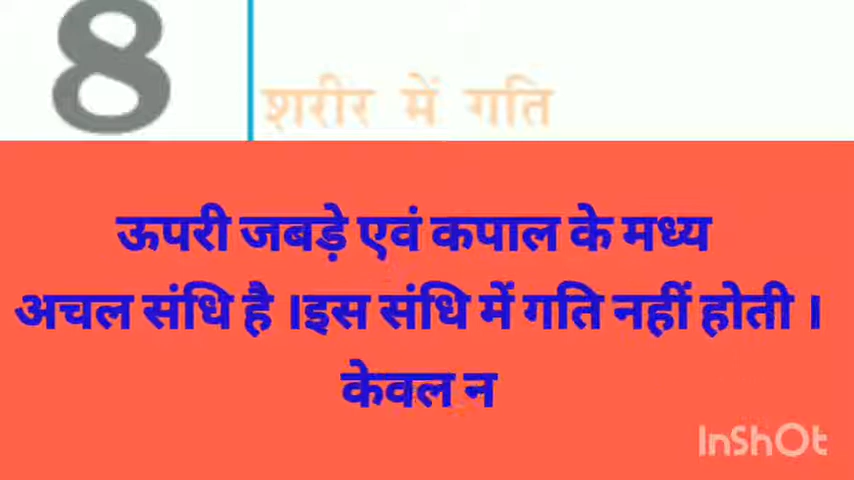 8
शरीर में गति
ऊपरी जबड़े एवं कपाल के मध्य
अचल संधि है ।इस संधि में गति नहीं होती ।
केवल न
InShOt